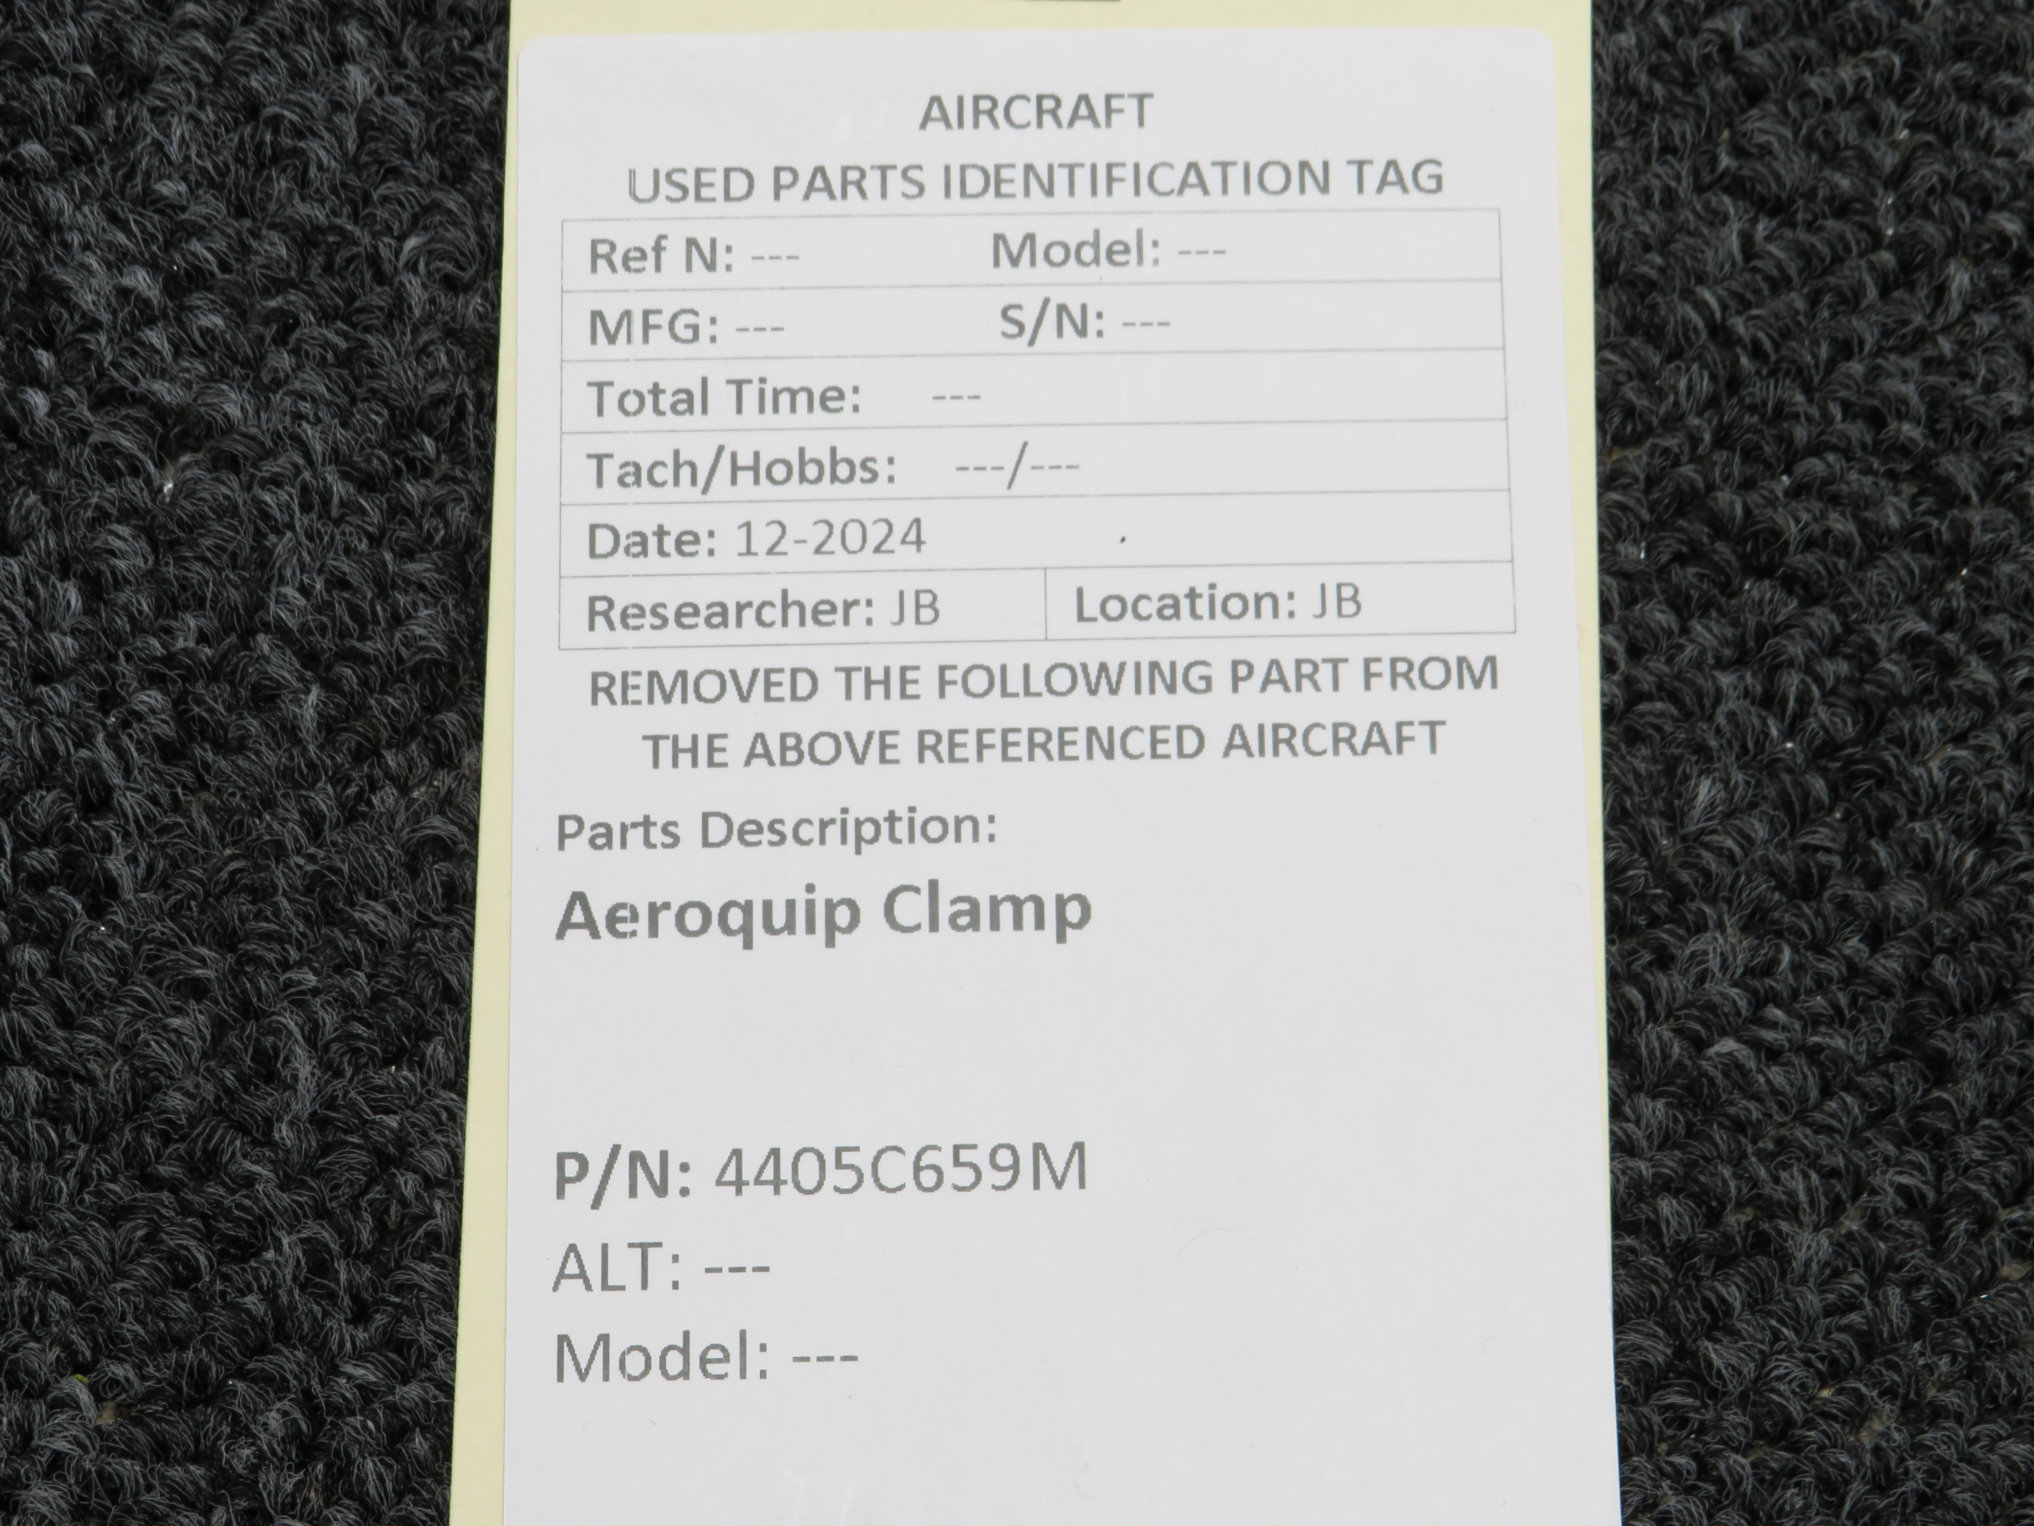 AIRCRAFT
USED PARTS IDENTIFICATION TAG
Ref N: --- Model: ---
MFG: --- S/N: ---
Total Time: ---
Tach/Hobbs: ---/---
Date: 12-2024
Researcher: JB Location: JB
REMOVED THE FOLLOWING PART FROM
THE ABOVE REFERENCED AIRCRAFT
Parts Description:
Aeroquip Clamp
P/N: 4405C659M
ALT: ---
Model: ---